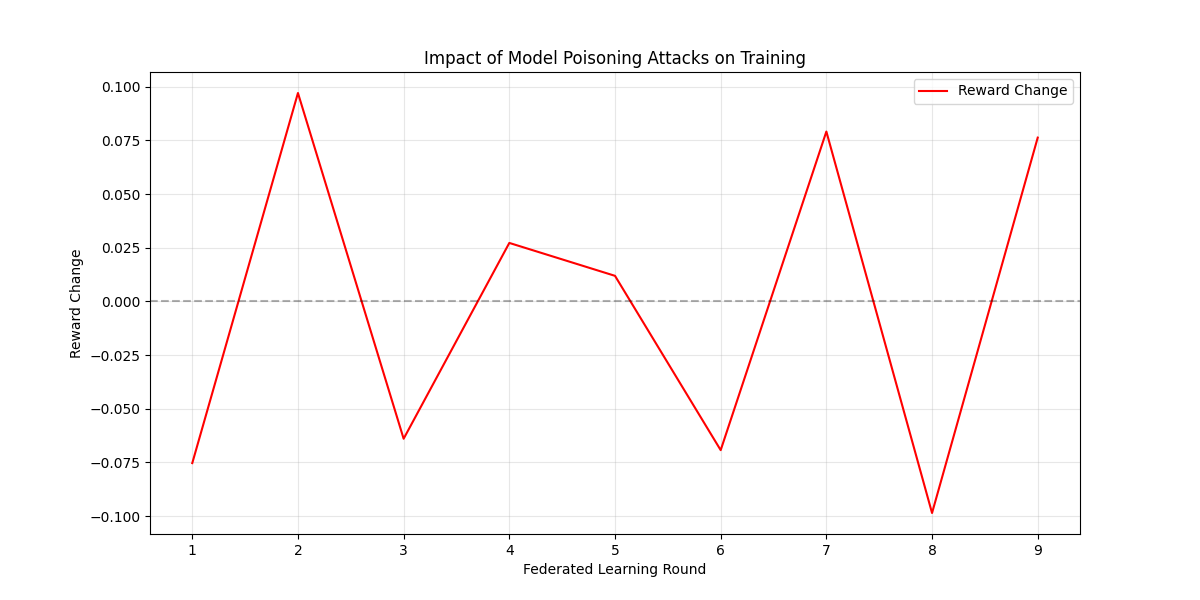 Impact of Model Poisoning Attacks on Training
Reward Change
0.100
0.075
0.050
0.025
0.000
−0.025
−0.050
−0.075
−0.100
Reward Change
1 2 3 4 5 6 7 8 9
Federated Learning Round